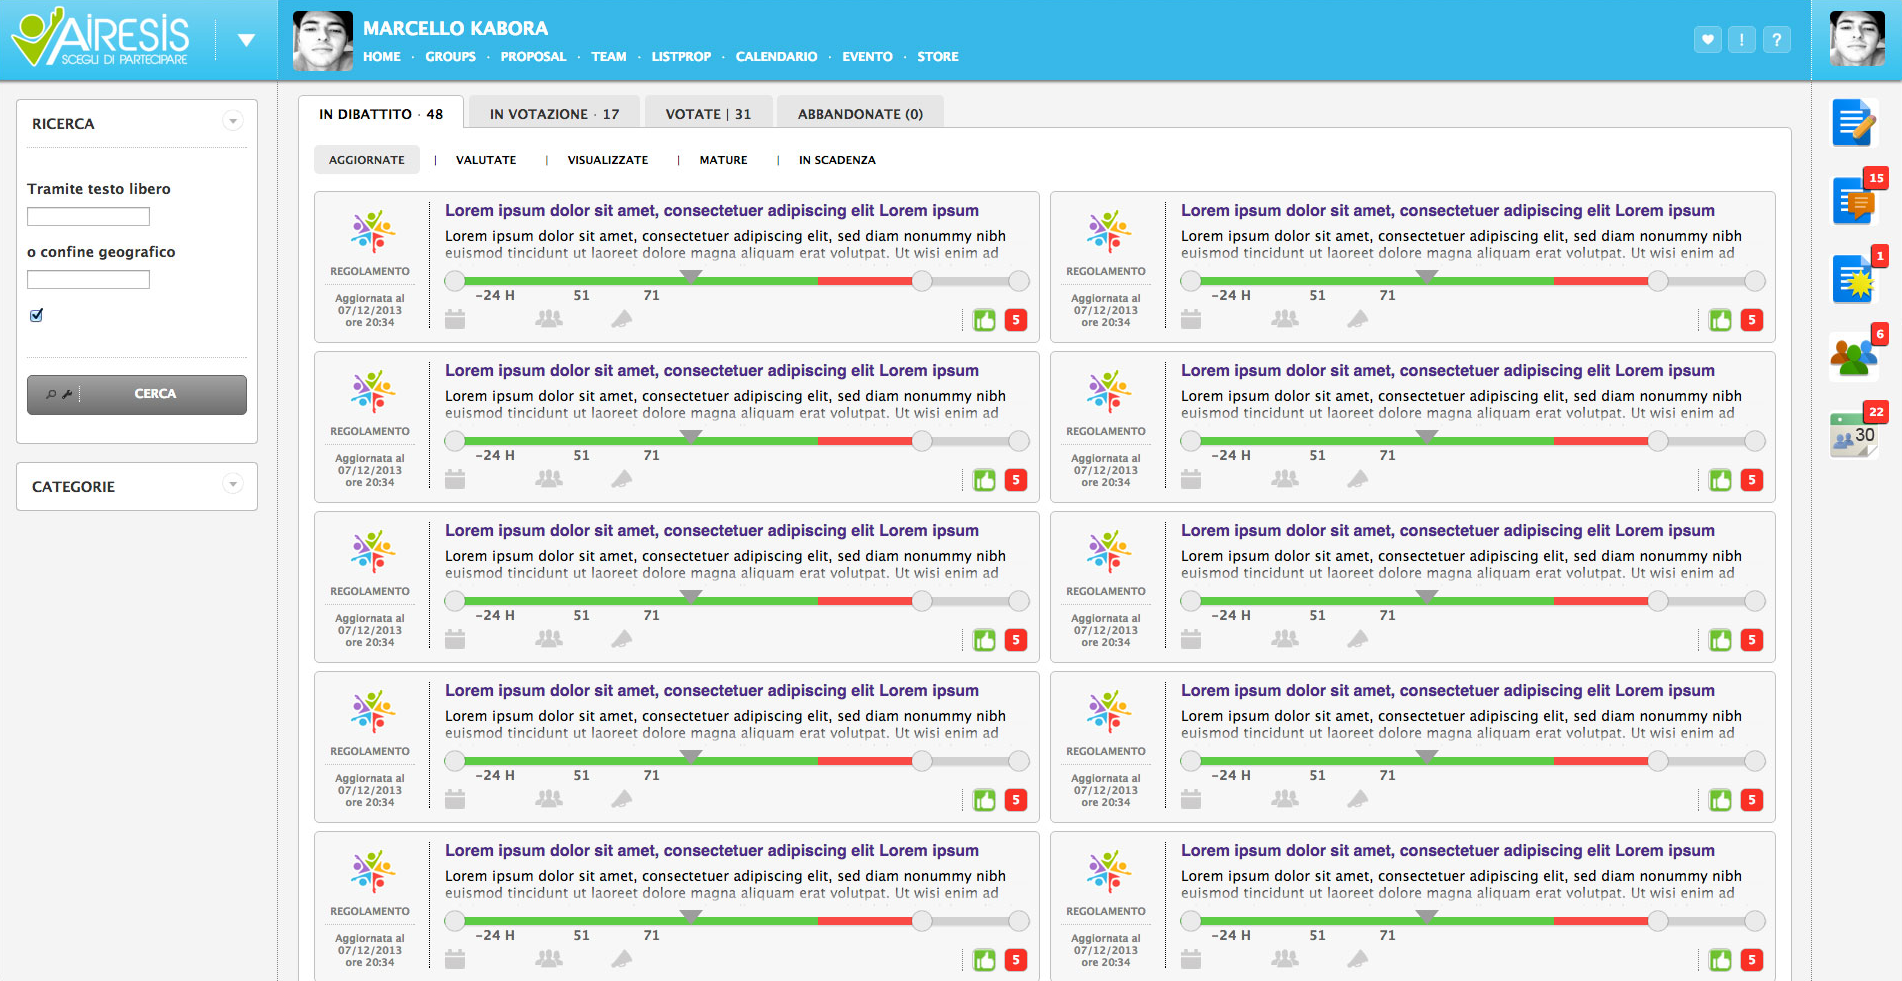 AiRESiS
SCEGLI DI PARTECIPARE
MARCELLO KABORA
HOME · GROUPS · PROPOSAL · TEAM · LISTPROP · CALENDARIO · EVENTO · STORE
! ?
RICERCA
Tramite testo libero
o confine geografico
CERCA
CATEGORIE
IN DIBATTITO · 48
IN VOTAZIONE · 17
VOTATE | 31
ABBANDONATE (0)
AGGIORNATE | VALUTATE | VISUALIZZATE | MATURE | IN SCADENZA
REGOLAMENTO
Aggiornata al
07/12/2013
ore 20:34
Lorem ipsum dolor sit amet, consectetuer adipiscing elit Lorem ipsum
Lorem ipsum dolor sit amet, consectetuer adipiscing elit, sed diam nonummy nibh
euismod tincidunt ut laoreet dolore magna aliquam erat volutpat. Ut wisi enim ad
-24 H 51 71
5
REGOLAMENTO
Aggiornata al
07/12/2013
ore 20:34
Lorem ipsum dolor sit amet, consectetuer adipiscing elit Lorem ipsum
Lorem ipsum dolor sit amet, consectetuer adipiscing elit, sed diam nonummy nibh
euismod tincidunt ut laoreet dolore magna aliquam erat volutpat. Ut wisi enim ad
-24 H 51 71
5
REGOLAMENTO
Aggiornata al
07/12/2013
ore 20:34
Lorem ipsum dolor sit amet, consectetuer adipiscing elit Lorem ipsum
Lorem ipsum dolor sit amet, consectetuer adipiscing elit, sed diam nonummy nibh
euismod tincidunt ut laoreet dolore magna aliquam erat volutpat. Ut wisi enim ad
-24 H 51 71
5
REGOLAMENTO
Aggiornata al
07/12/2013
ore 20:34
Lorem ipsum dolor sit amet, consectetuer adipiscing elit Lorem ipsum
Lorem ipsum dolor sit amet, consectetuer adipiscing elit, sed diam nonummy nibh
euismod tincidunt ut laoreet dolore magna aliquam erat volutpat. Ut wisi enim ad
-24 H 51 71
5
REGOLAMENTO
Aggiornata al
07/12/2013
ore 20:34
Lorem ipsum dolor sit amet, consectetuer adipiscing elit Lorem ipsum
Lorem ipsum dolor sit amet, consectetuer adipiscing elit, sed diam nonummy nibh
euismod tincidunt ut laoreet dolore magna aliquam erat volutpat. Ut wisi enim ad
-24 H 51 71
5
REGOLAMENTO
Aggiornata al
07/12/2013
ore 20:34
Lorem ipsum dolor sit amet, consectetuer adipiscing elit Lorem ipsum
Lorem ipsum dolor sit amet, consectetuer adipiscing elit, sed diam nonummy nibh
euismod tincidunt ut laoreet dolore magna aliquam erat volutpat. Ut wisi enim ad
-24 H 51 71
5
REGOLAMENTO
Aggiornata al
07/12/2013
ore 20:34
Lorem ipsum dolor sit amet, consectetuer adipiscing elit Lorem ipsum
Lorem ipsum dolor sit amet, consectetuer adipiscing elit, sed diam nonummy nibh
euismod tincidunt ut laoreet dolore magna aliquam erat volutpat. Ut wisi enim ad
-24 H 51 71
5
REGOLAMENTO
Aggiornata al
07/12/2013
ore 20:34
Lorem ipsum dolor sit amet, consectetuer adipiscing elit Lorem ipsum
Lorem ipsum dolor sit amet, consectetuer adipiscing elit, sed diam nonummy nibh
euismod tincidunt ut laoreet dolore magna aliquam erat volutpat. Ut wisi enim ad
-24 H 51 71
5
REGOLAMENTO
Aggiornata al
07/12/2013
ore 20:34
Lorem ipsum dolor sit amet, consectetuer adipiscing elit Lorem ipsum
Lorem ipsum dolor sit amet, consectetuer adipiscing elit, sed diam nonummy nibh
euismod tincidunt ut laoreet dolore magna aliquam erat volutpat. Ut wisi enim ad
-24 H 51 71
5
REGOLAMENTO
Aggiornata al
07/12/2013
ore 20:34
Lorem ipsum dolor sit amet, consectetuer adipiscing elit Lorem ipsum
Lorem ipsum dolor sit amet, consectetuer adipiscing elit, sed diam nonummy nibh
euismod tincidunt ut laoreet dolore magna aliquam erat volutpat. Ut wisi enim ad
-24 H 51 71
5
15
1
6
22
30